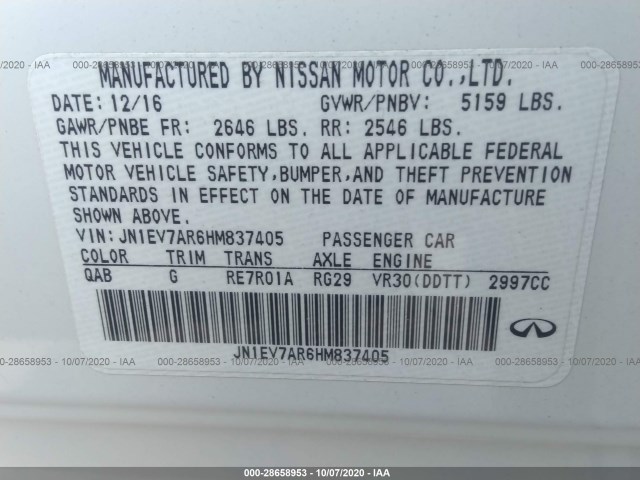 MANUFACTURED BY NISSAN MOTOR CO.,LTD.
DATE: 12/16 GVWR/PNBV: 5159 LBS.
GAWR/PNBE FR: 2646 LBS. RR: 2546 LBS.
THIS VEHICLE CONFORMS TO ALL APPLICABLE FEDERAL
MOTOR VEHICLE SAFETY,BUMPER,AND THEFT PREVENTION
STANDARDS IN EFFECT ON THE DATE OF MANUFACTURE
SHOWN ABOVE.
VIN:JN1EV7AR6HM837405 PASSENGER CAR
COLOR TRIM TRANS AXLE ENGINE
QAB G RE7R01A RG29 VR30(DDTT) 2997CC
JN1EV7AR6HM837405
000-28658953 - 10/07/2020 - IAA